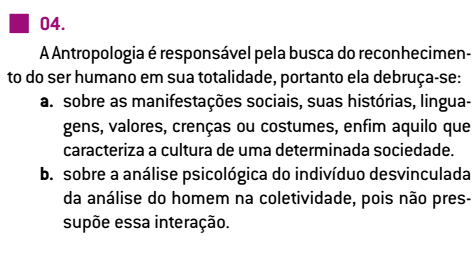 04.
A Antropologia é responsável pela busca do reconhecimen-
to do ser humano em sua totalidade, portanto ela debruça-se:
a. sobre as manifestações sociais, suas histórias, lingua-
gens, valores, crenças ou costumes, enfim aquilo que
caracteriza a cultura de uma determinada sociedade.
b. sobre a análise psicológica do indivíduo desvinculada
da análise do homem na coletividade, pois não pres-
supõe essa interação.